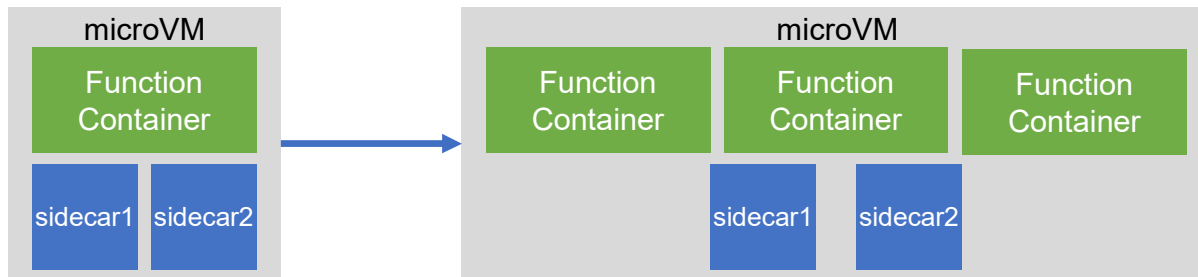 microVM
Function
Container
sidecar1
sidecar2
microVM
Function
Container
Function
Container
Function
Container
sidecar1
sidecar2